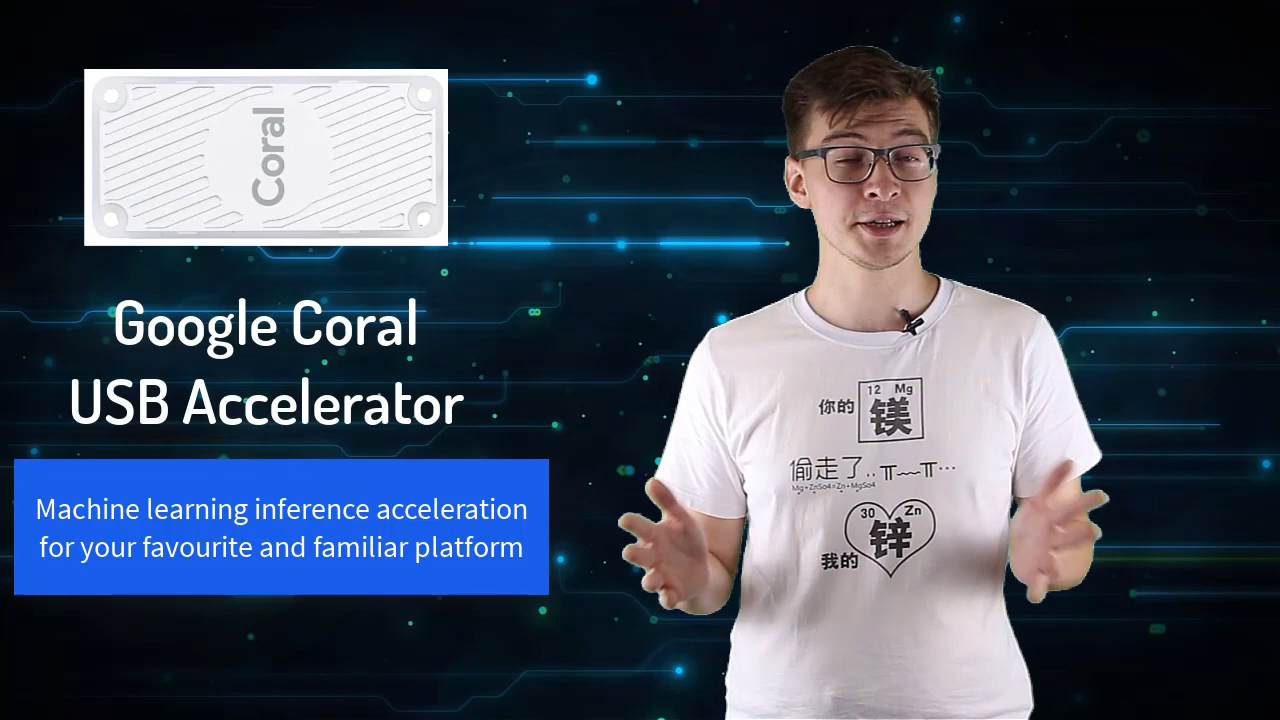 Coral
Google Coral
USB Accelerator
Machine learning inference acceleration
for your favourite and familiar platform
12 Mg
你的 镁
偷走了..ㅠ﹏ㅠ...
Mg+ZnSo4=Zn+MgSo4
30 Zn
我的 锌